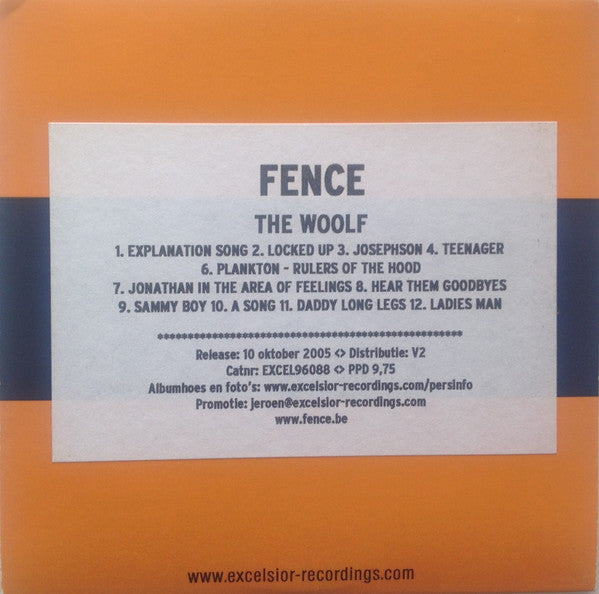 FENCE
THE WOOLF
1. EXPLANATION SONG 2. LOCKED UP 3. JOSEPHSON 4. TEENAGER
6. PLANKTON - RULERS OF THE HOOD
7. JONATHAN IN THE AREA OF FEELINGS 8. HEAR THEM GOODBYES
9. SAMMY BOY 10. A SONG 11. DADDY LONG LEGS 12. LADIES MAN
**************************************************
Release: 10 oktober 2005 <> Distributie: V2
Catnr: EXCEL96088 <> PPD 9,75
Albumhoes en foto's: www.excelsior-recordings.com/persinfo
Promotie: jeroen@excelsior-recordings.com
www.fence.be
www.excelsior-recordings.com